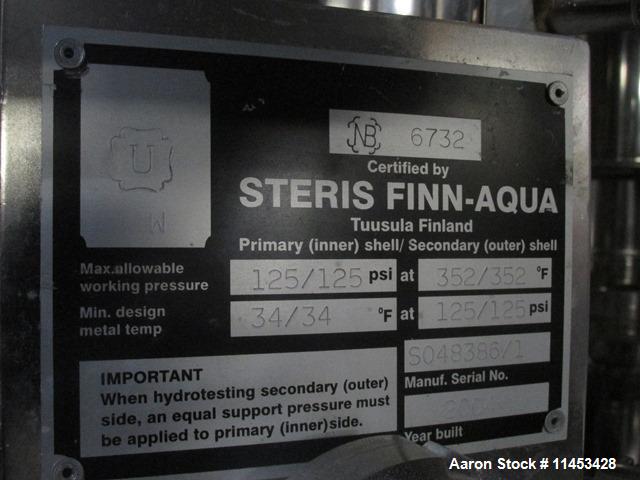 U
W
NB 6732
Certified by
STERIS FINN-AQUA
Tuusula Finland
Primary (inner) shell/ Secondary (outer) shell
Max.allowable working pressure 125/125 psi at 352/352 °F
Min. design metal temp 34/34 °F at 125/125 psi
S048386/1
Manuf. Serial No.
Year built
IMPORTANT
When hydrotesting secondary (outer)
side, an equal support pressure must
be applied to primary (inner)side.
Aaron Stock # 11453428